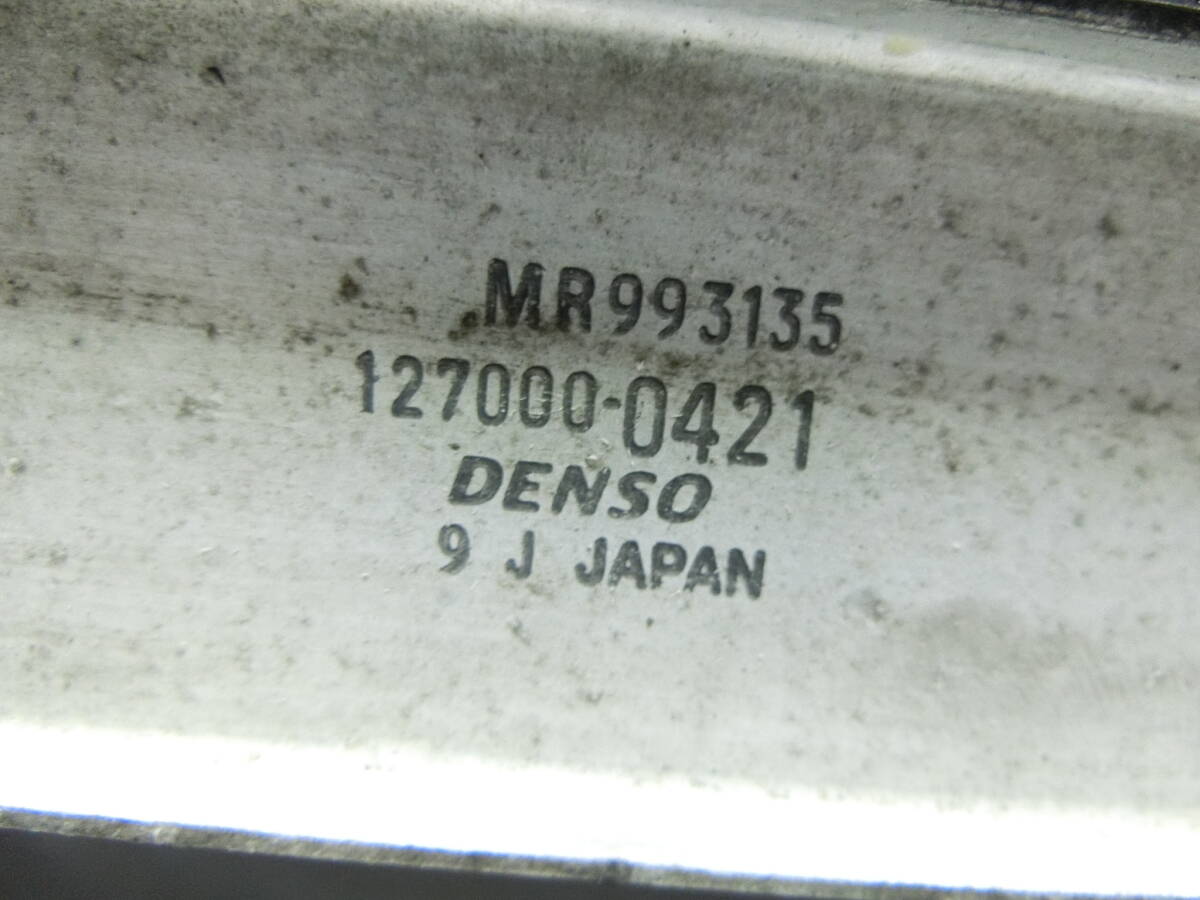 MR993135
127000-0421
DENSO
9 J JAPAN